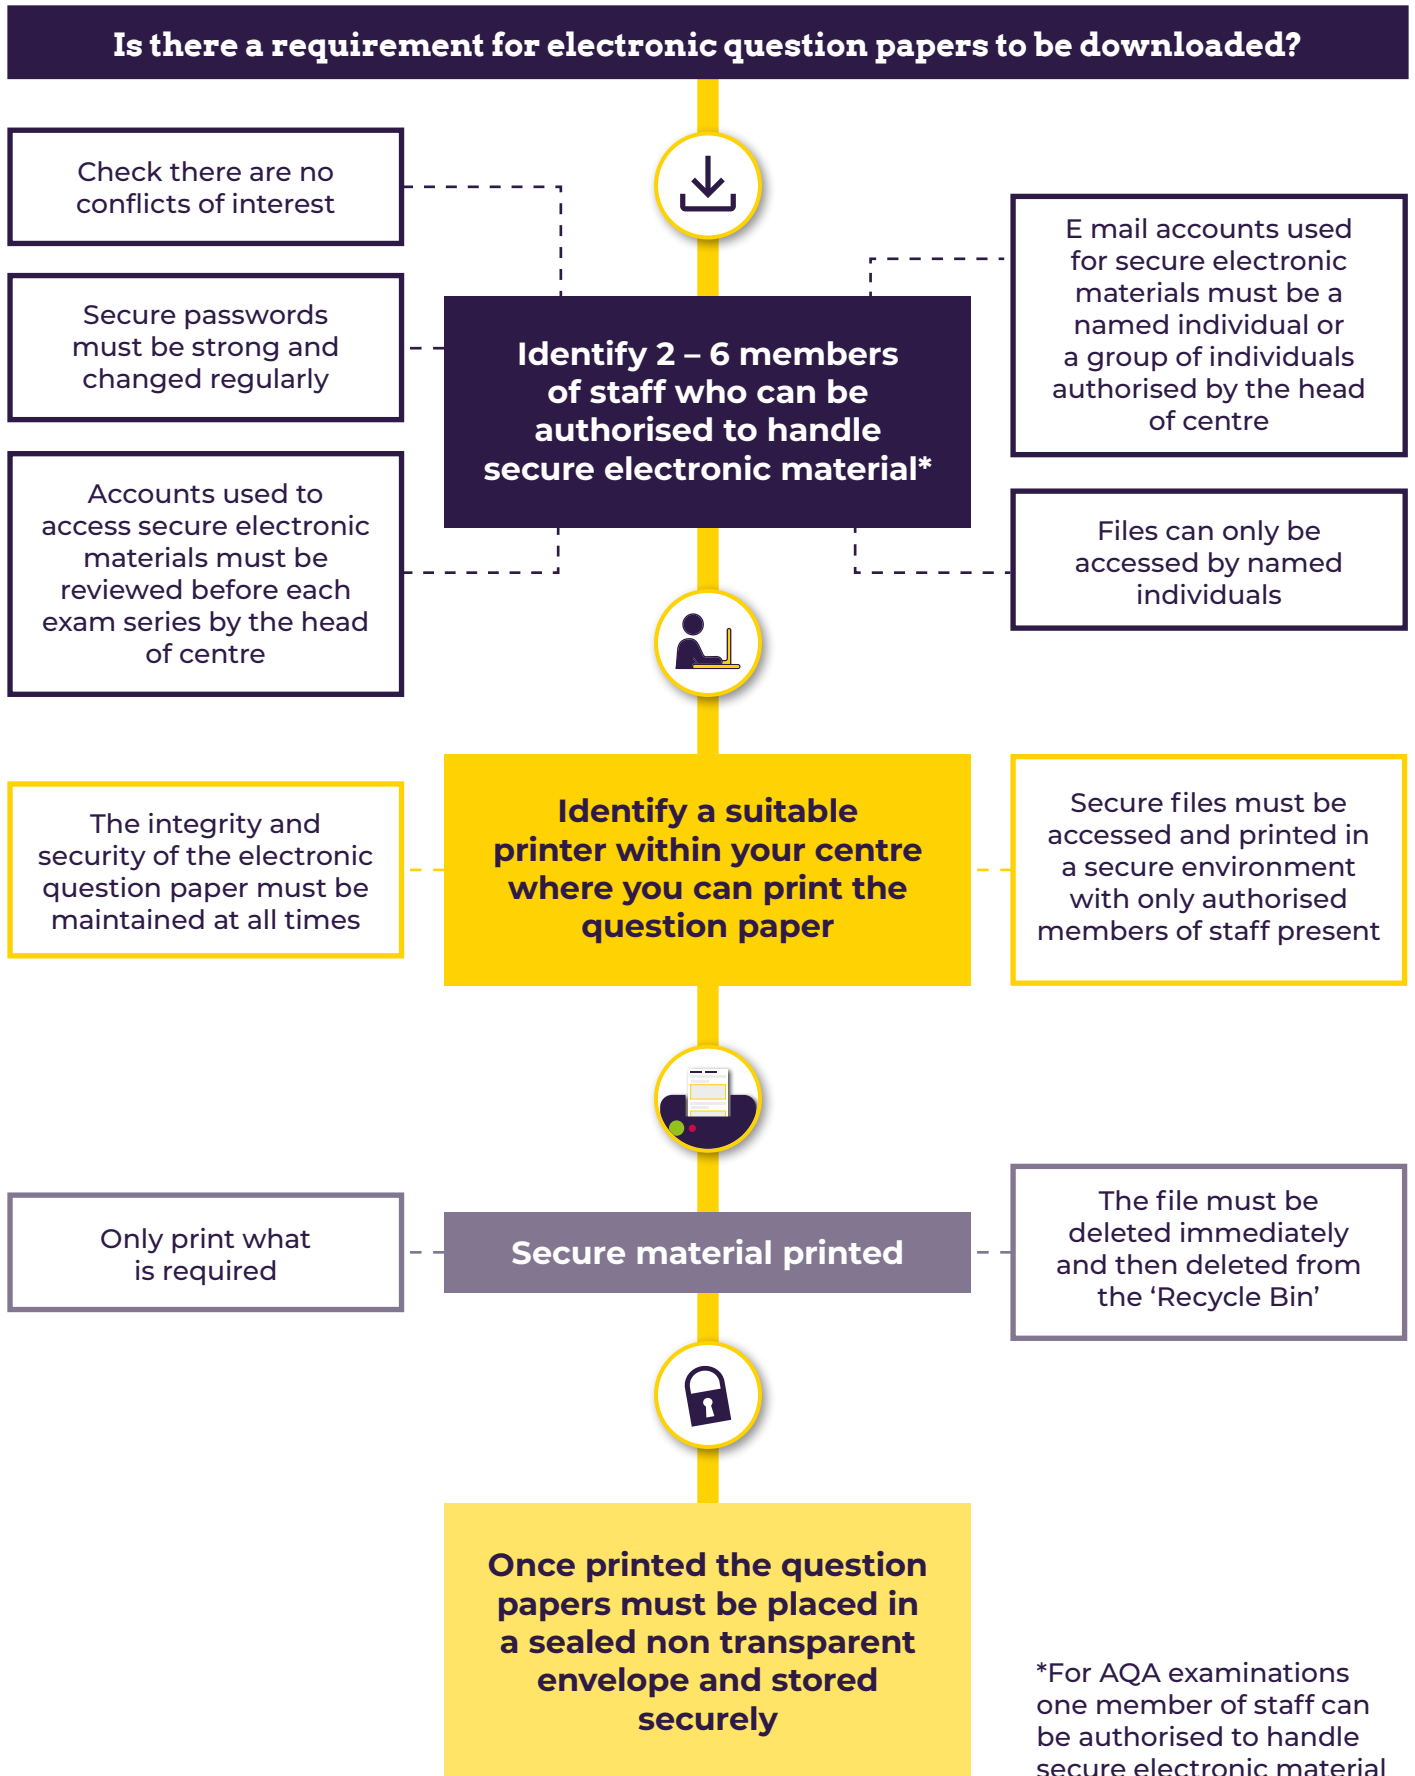 Is there a requirement for electronic question papers to be downloaded?
Check there are no
conflicts of interest
Secure passwords
must be strong and
changed regularly
Accounts used to
access secure electronic
materials must be
reviewed before each
exam series by the head
of centre
Identify 2 – 6 members
of staff who can be
authorised to handle
secure electronic material*
E mail accounts used
for secure electronic
materials must be a
named individual or
a group of individuals
authorised by the head
of centre
Files can only be
accessed by named
individuals
The integrity and
security of the electronic
question paper must be
maintained at all times
Identify a suitable
printer within your centre
where you can print the
question paper
Secure files must be
accessed and printed in
a secure environment
with only authorised
members of staff present
Only print what
is required
Secure material printed
The file must be
deleted immediately
and then deleted from
the ‘Recycle Bin’
Once printed the question
papers must be placed in
a sealed non transparent
envelope and stored
securely
*For AQA examinations
one member of staff can
be authorised to handle
secure electronic material